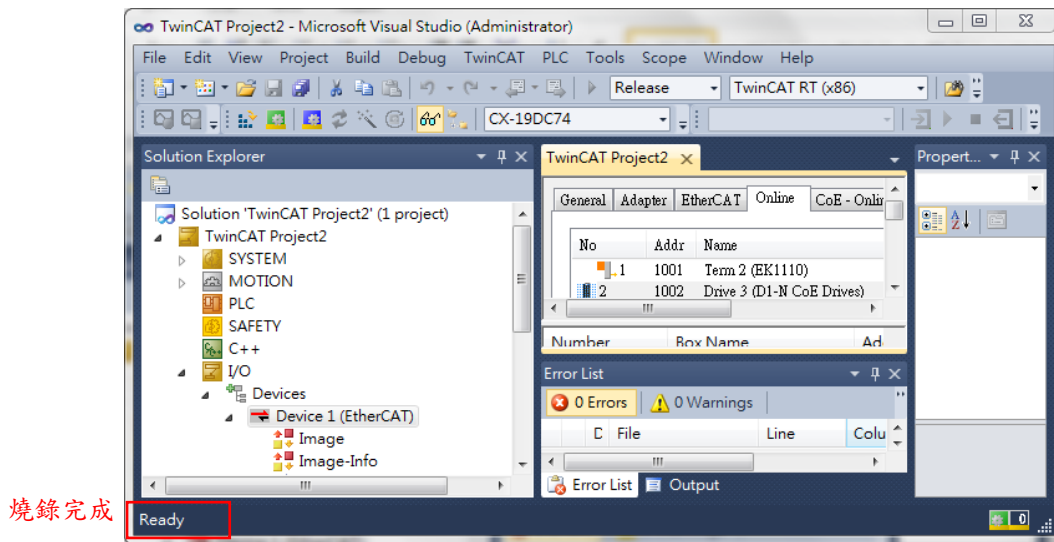 TwinCAT Project2 - Microsoft Visual Studio (Administrator)
File Edit View Project Build Debug TwinCAT PLC Tools Scope Window Help
Release TwinCAT RT (x86)
CX-19DC74
Solution Explorer
Solution 'TwinCAT Project2' (1 project)
TwinCAT Project2
SYSTEM
MOTION
PLC
SAFETY
C++
I/O
Devices
Device 1 (EtherCAT)
Image
Image-Info
TwinCAT Project2
General Adapter EtherCAT Online CoE - Onlin
No Addr Name
1 1001 Term 2 (EK1110)
2 1002 Drive 3 (D1-N CoE Drives)
Number Box Name Ad
Error List
0 Errors 0 Warnings
D File Line Colu
Error List Output
Propert...
燒錄完成
Ready
0